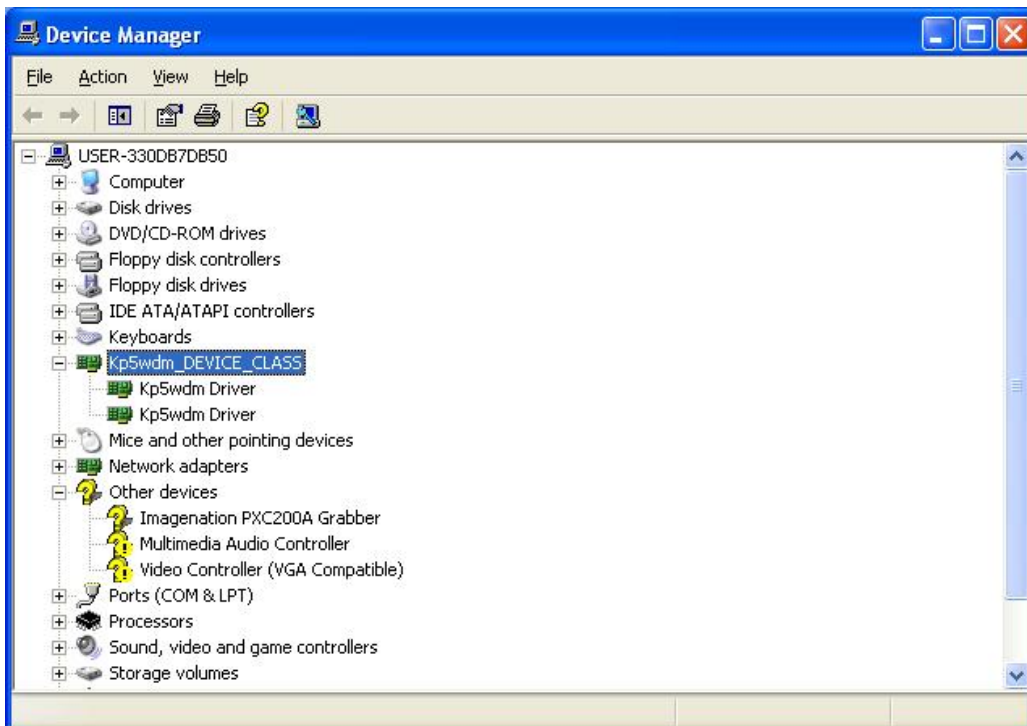 Device Manager
File Action View Help
USER-330DB7DB50
Computer
Disk drives
DVD/CD-ROM drives
Floppy disk controllers
Floppy disk drives
IDE ATA/ATAPI controllers
Keyboards
Kp5wdm_DEVICE_CLASS
Kp5wdm Driver
Kp5wdm Driver
Mice and other pointing devices
Network adapters
Other devices
Imagenation PXC200A Grabber
Multimedia Audio Controller
Video Controller (VGA Compatible)
Ports (COM & LPT)
Processors
Sound, video and game controllers
Storage volumes